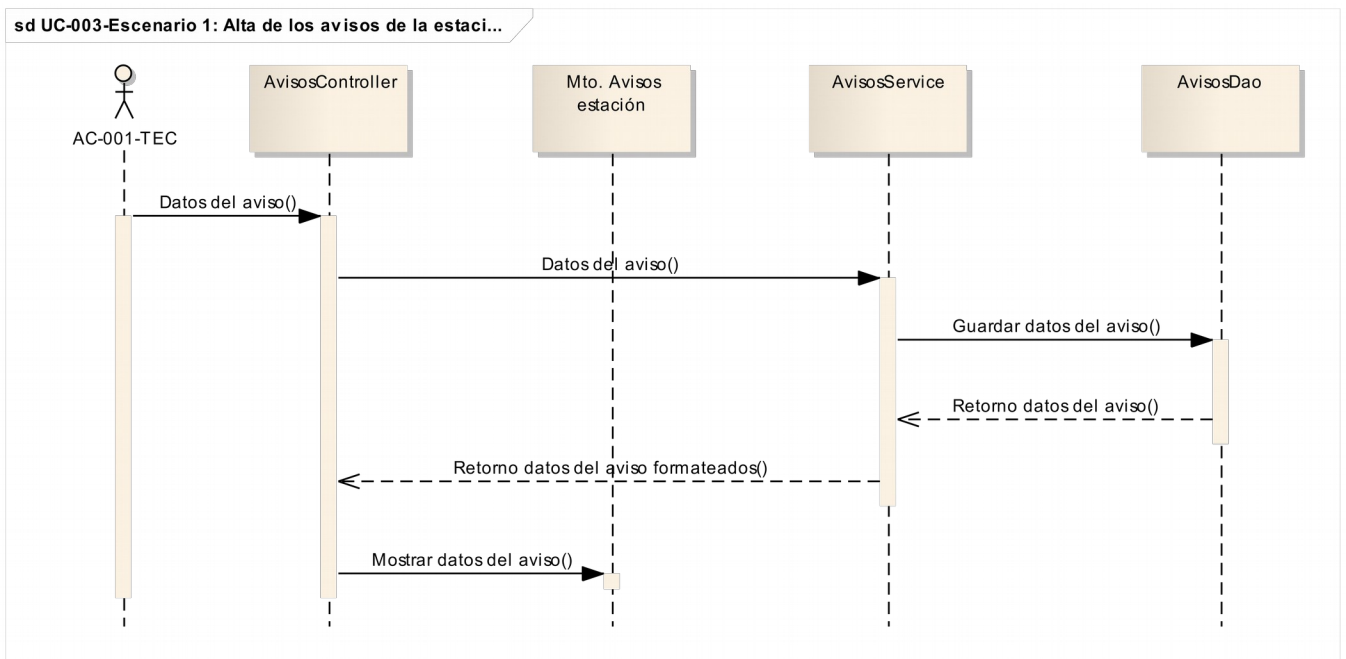 sd UC-003-Escenario 1: Alta de los avisos de la estaci...
AC-001-TEC
AvisosController
Mto. Avisos
estación
AvisosService
AvisosDao
Datos del aviso()
Datos del aviso()
Guardar datos del aviso()
Retorno datos del aviso()
Retorno datos del aviso formateados()
Mostrar datos del aviso()